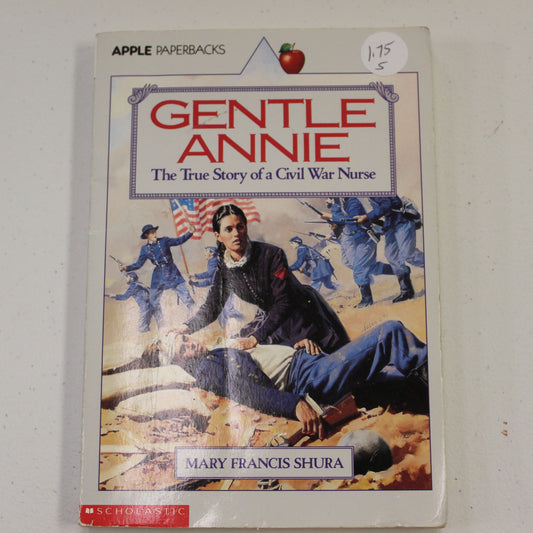 APPLE PAPERBACKS
1.75
5
GENTLE
ANNIE
The True Story of a Civil War Nurse
MARY FRANCIS SHURA
SCHOLASTIC